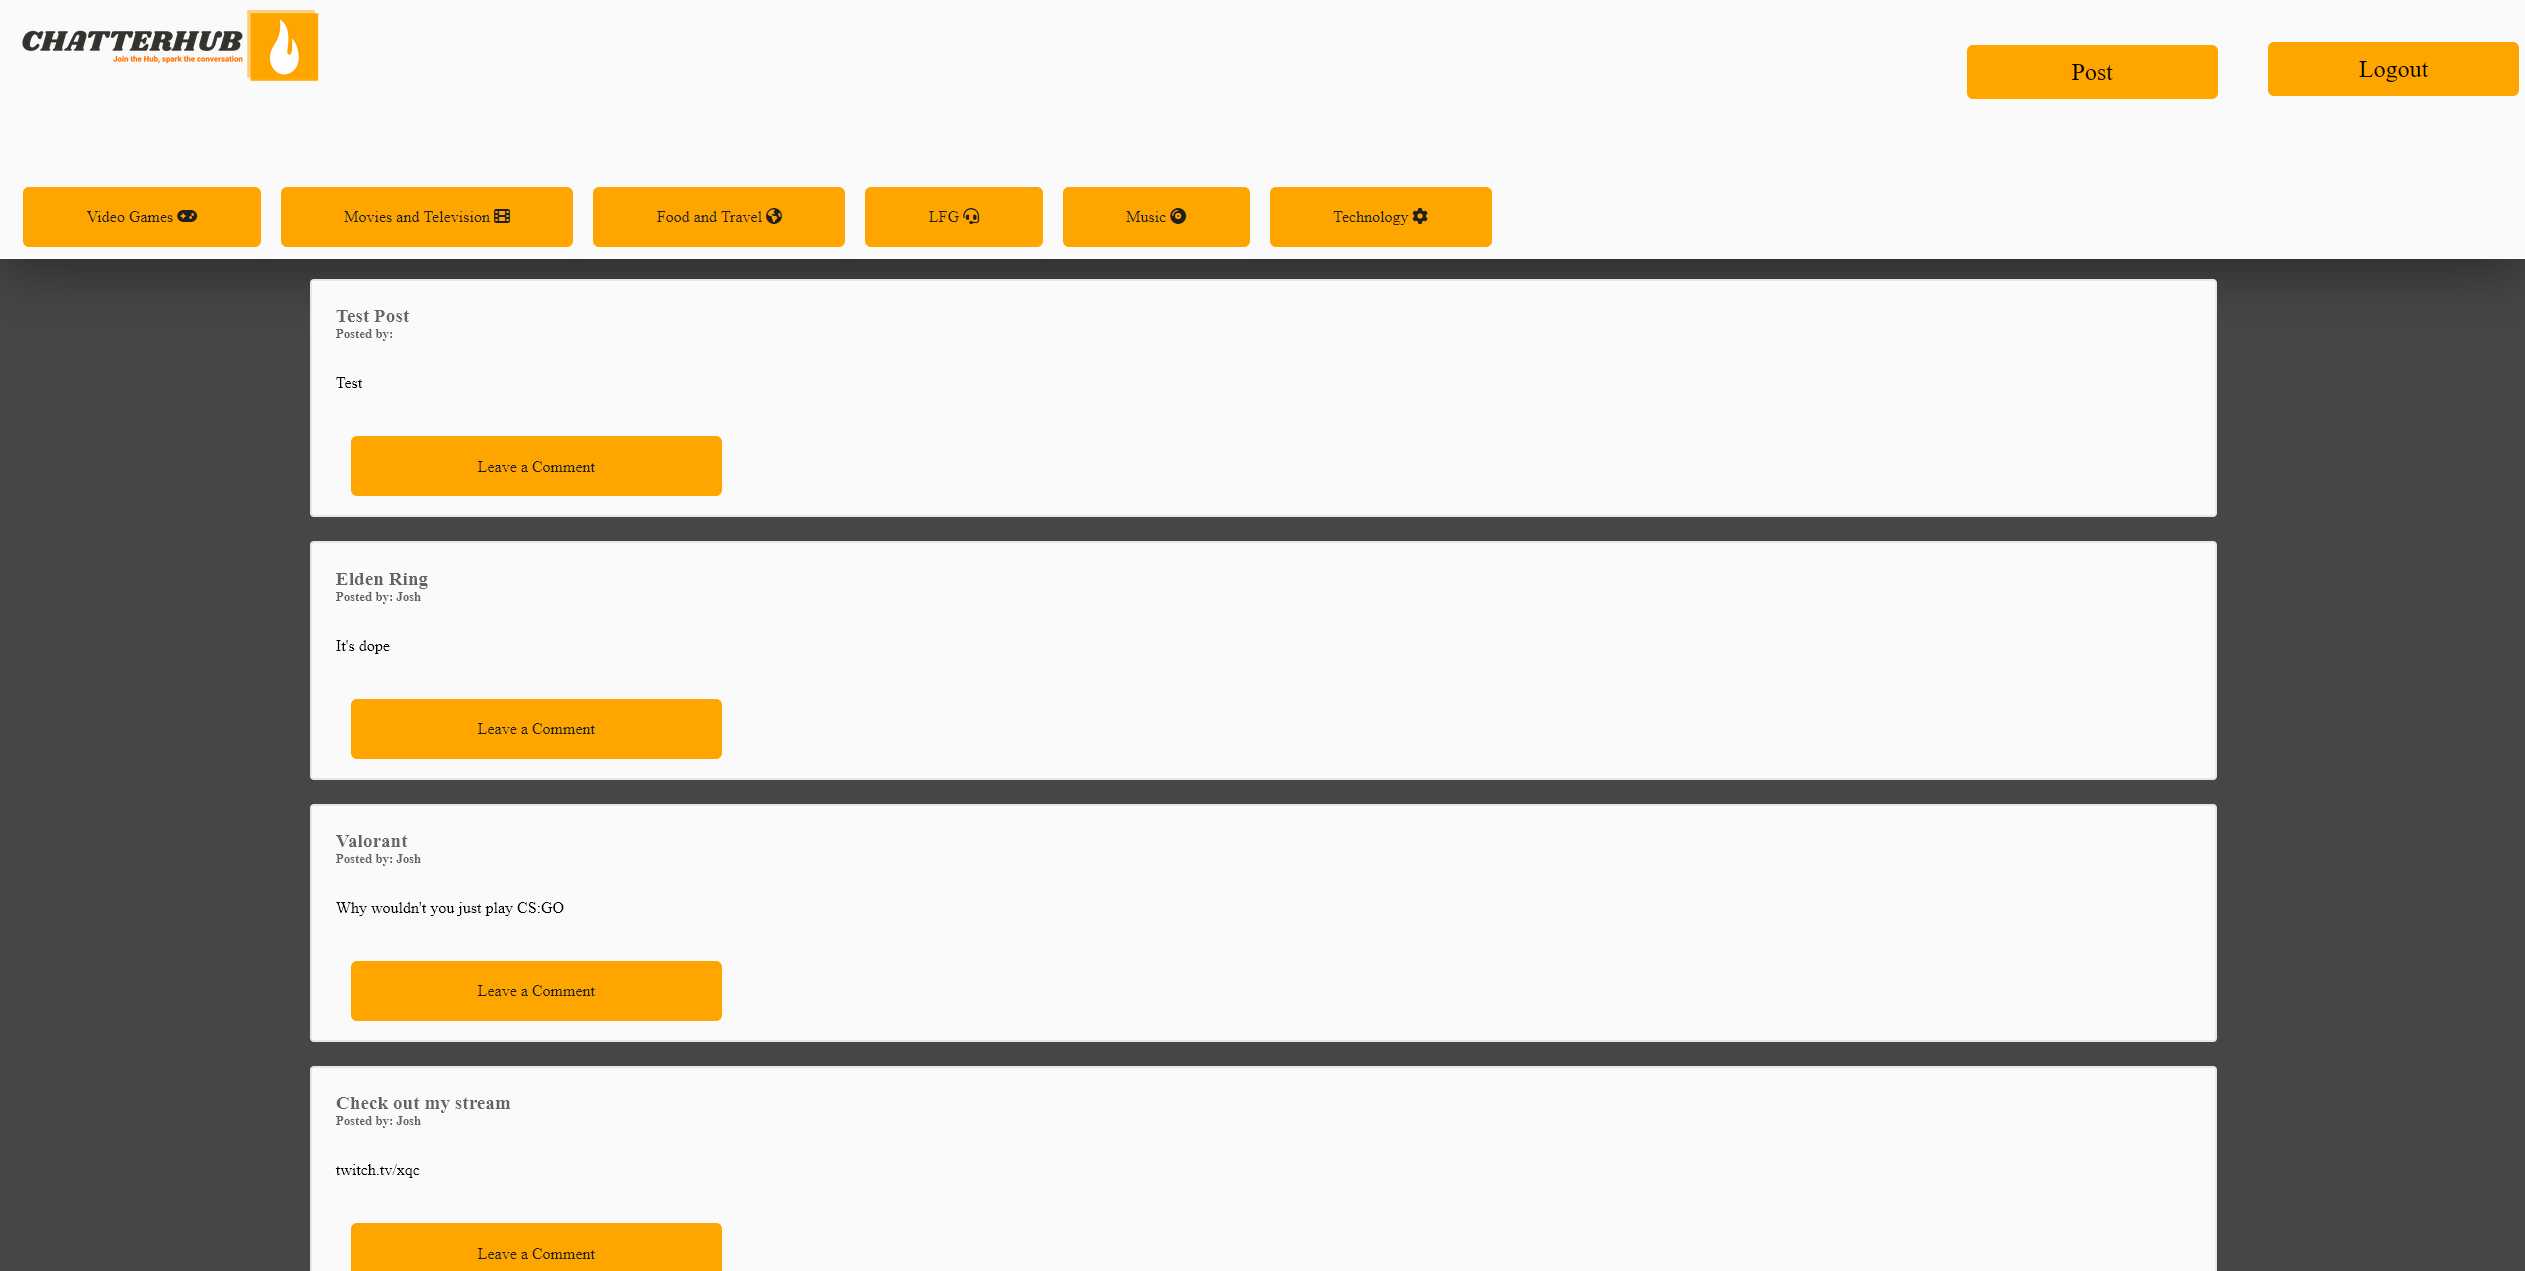 CHATTERHUB
Join the Hub, spark the conversation
Post
Logout
Video Games
Movies and Television
Food and Travel
LFG
Music
Technology
Test Post
Posted by:
Test
Leave a Comment
Elden Ring
Posted by: Josh
It's dope
Leave a Comment
Valorant
Posted by: Josh
Why wouldn't you just play CS:GO
Leave a Comment
Check out my stream
Posted by: Josh
twitch.tv/xqc
Leave a Comment